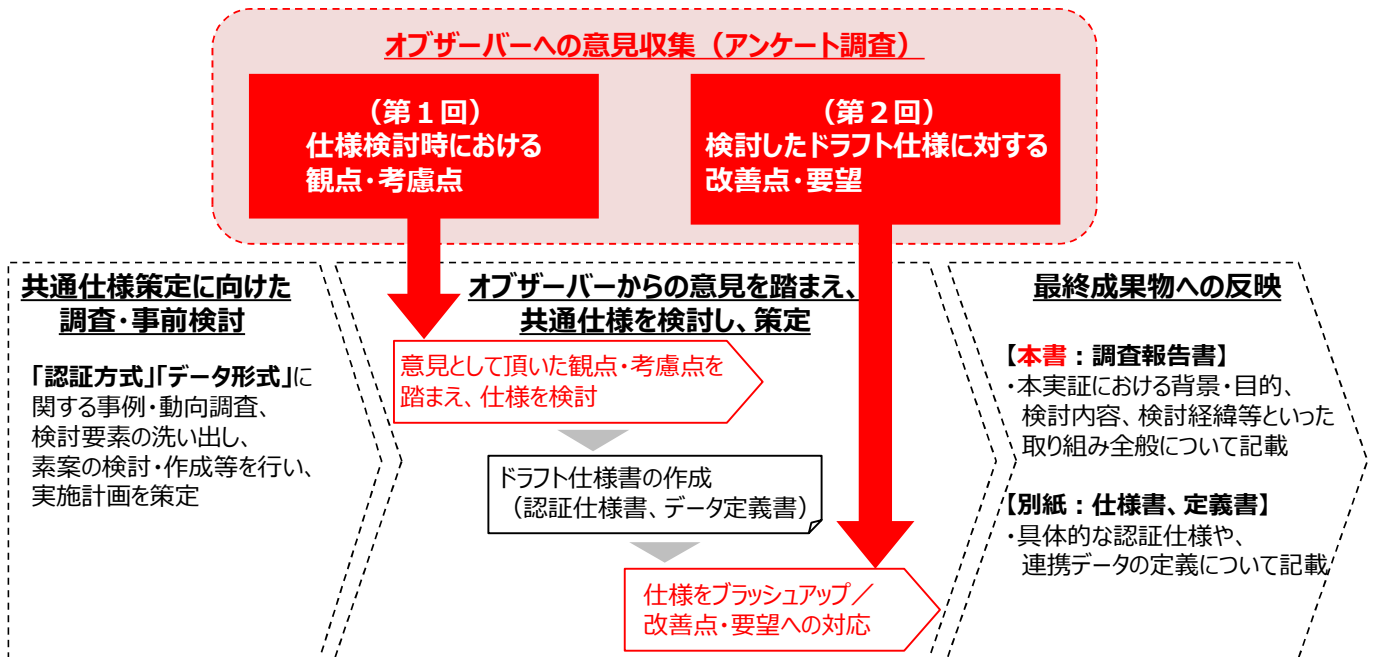 オブザーバーへの意見収集（アンケート調査）
（第１回）
仕様検討時における
観点・考慮点
（第２回）
検討したドラフト仕様に対する
改善点・要望
共通仕様策定に向けた
調査・事前検討
「認証方式」「データ形式」に
関する事例・動向調査、
検討要素の洗い出し、
素案の検討・作成等を行い、
実施計画を策定
オブザーバーからの意見を踏まえ、
共通仕様を検討し、策定
意見として頂いた観点・考慮点を
踏まえ、仕様を検討
ドラフト仕様書の作成
（認証仕様書、データ定義書）
仕様をブラッシュアップ／
改善点・要望への対応
最終成果物への反映
【本書：調査報告書】
・本実証における背景・目的、
検討内容、検討経緯等といった
取り組み全般について記載
【別紙：仕様書、定義書】
・具体的な認証仕様や、
連携データの定義について記載